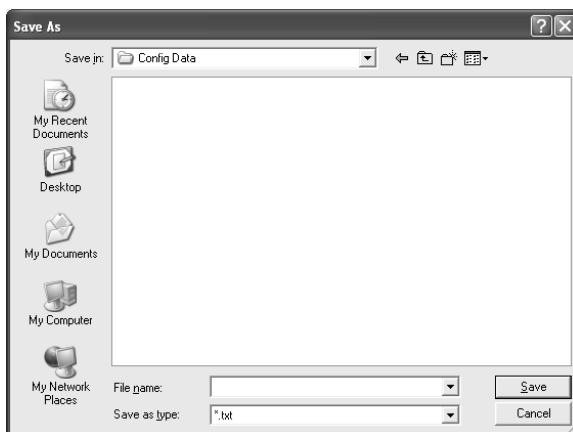 Save As
Save in: Config Data
My Recent
Documents
Desktop
My Documents
My Computer
My Network
Places
File name:
Save
Save as type: *.txt
Cancel